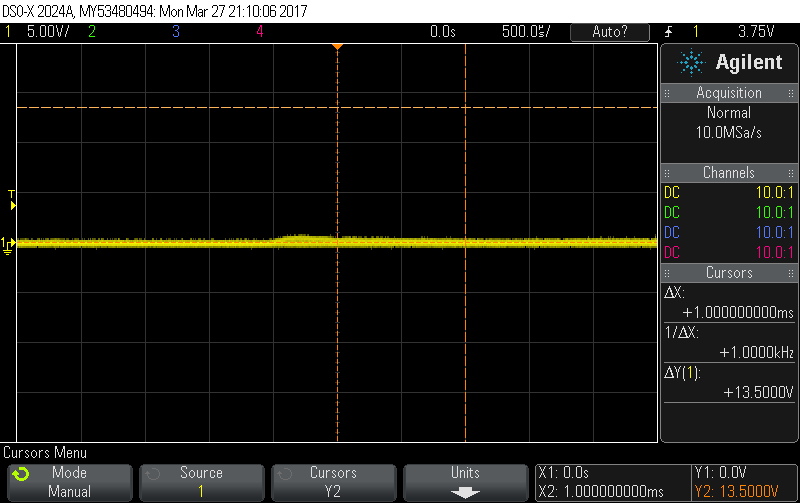 DSO-X 2024A, MY53480494: Mon Mar 27 21:10:06 2017
1 5.00V/ 2 3 4 0.0s 500.0µs/ Auto? 1 3.75V
Agilent
Acquisition
Normal
10.0MSa/s
Channels
DC 10.0:1
DC 10.0:1
DC 10.0:1
DC 10.0:1
Cursors
ΔX:
+1.000000000ms
1/ΔX:
+1.0000kHz
ΔY(1):
+13.5000V
T
1
Cursors Menu
Mode
Manual
Source
1
Cursors
Y2
Units
X1: 0.0s
X2: 1.000000000ms
Y1: 0.0V
Y2: 13.5000V